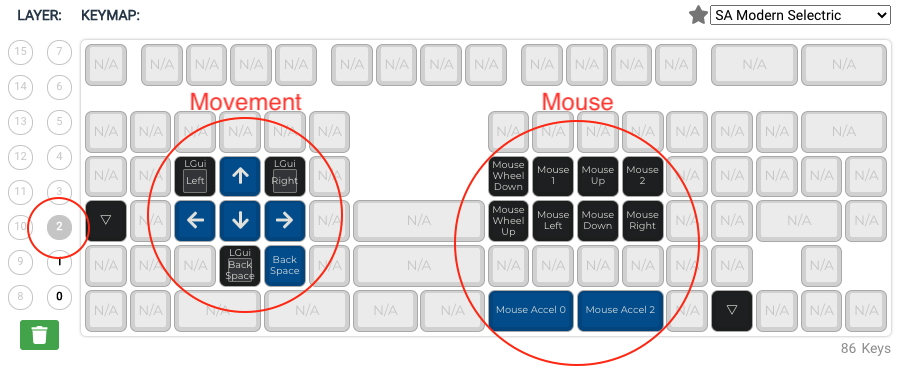 LAYER: KEYMAP: SA Modern Selectric
15 7 N/A N/A N/A N/A N/A N/A N/A N/A N/A N/A N/A N/A N/A N/A N/A
14 6
Movement Mouse
13 5 N/A N/A N/A N/A N/A N/A N/A N/A N/A N/A N/A N/A N/A N/A
12 4 N/A N/A LGui Left ↑ LGui Right N/A Mouse Wheel Down Mouse 1 Mouse Up Mouse 2 N/A N/A N/A N/A N/A
11 3
10 2 ▽ N/A ← ↓ → N/A N/A Mouse Wheel Up Mouse Left Mouse Down Mouse Right N/A N/A N/A N/A
9 1 N/A N/A N/A LGui Back Space Back Space N/A N/A N/A N/A N/A N/A N/A N/A N/A
8 0 N/A N/A N/A N/A N/A N/A Mouse Accel 0 Mouse Accel 2 N/A ▽ N/A N/A N/A
86 Keys